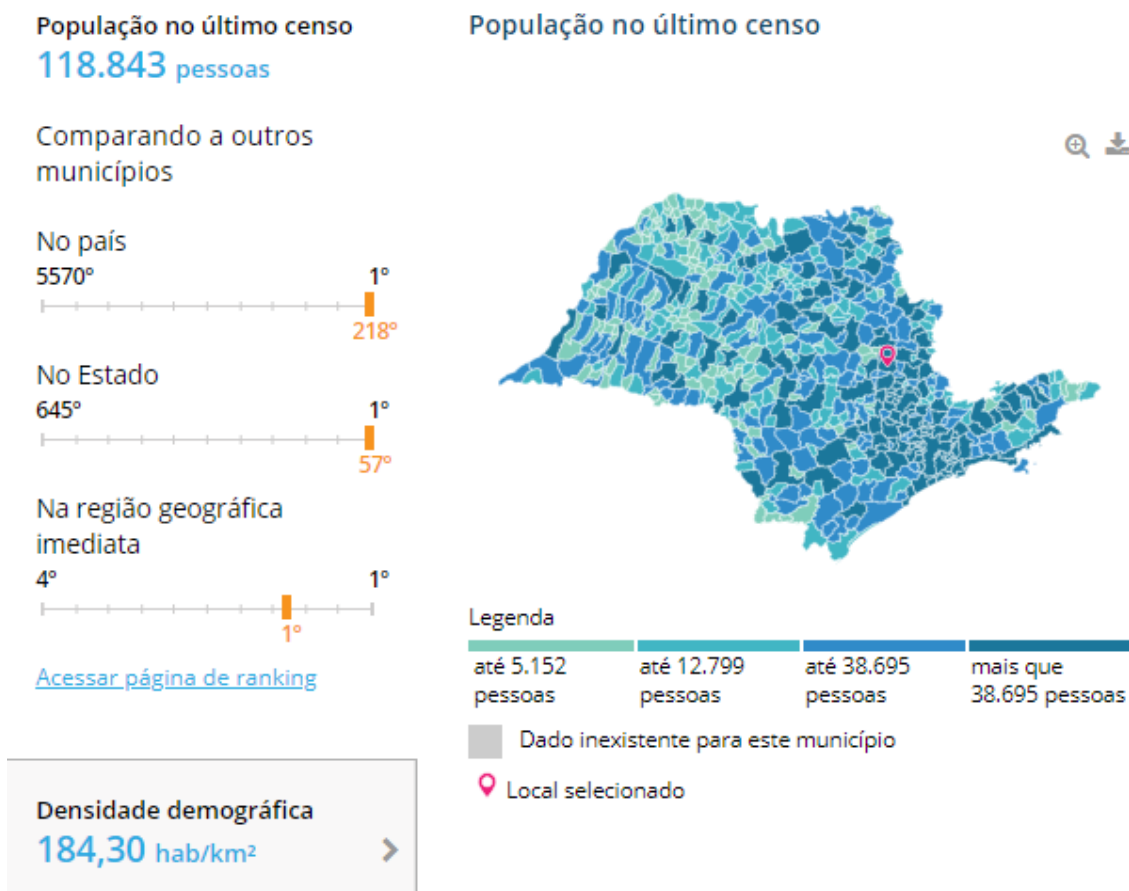 População no último censo
118.843 pessoas
Comparando a outros
municípios
No país
5570º 1º
218º
No Estado
645º 1º
57º
Na região geográfica
imediata
4º 1º
1º
Acessar página de ranking
Densidade demográfica
184,30 hab/km²
População no último censo
Legenda
até 5.152
pessoas
até 12.799
pessoas
até 38.695
pessoas
mais que
38.695 pessoas
Dado inexistente para este município
Local selecionado